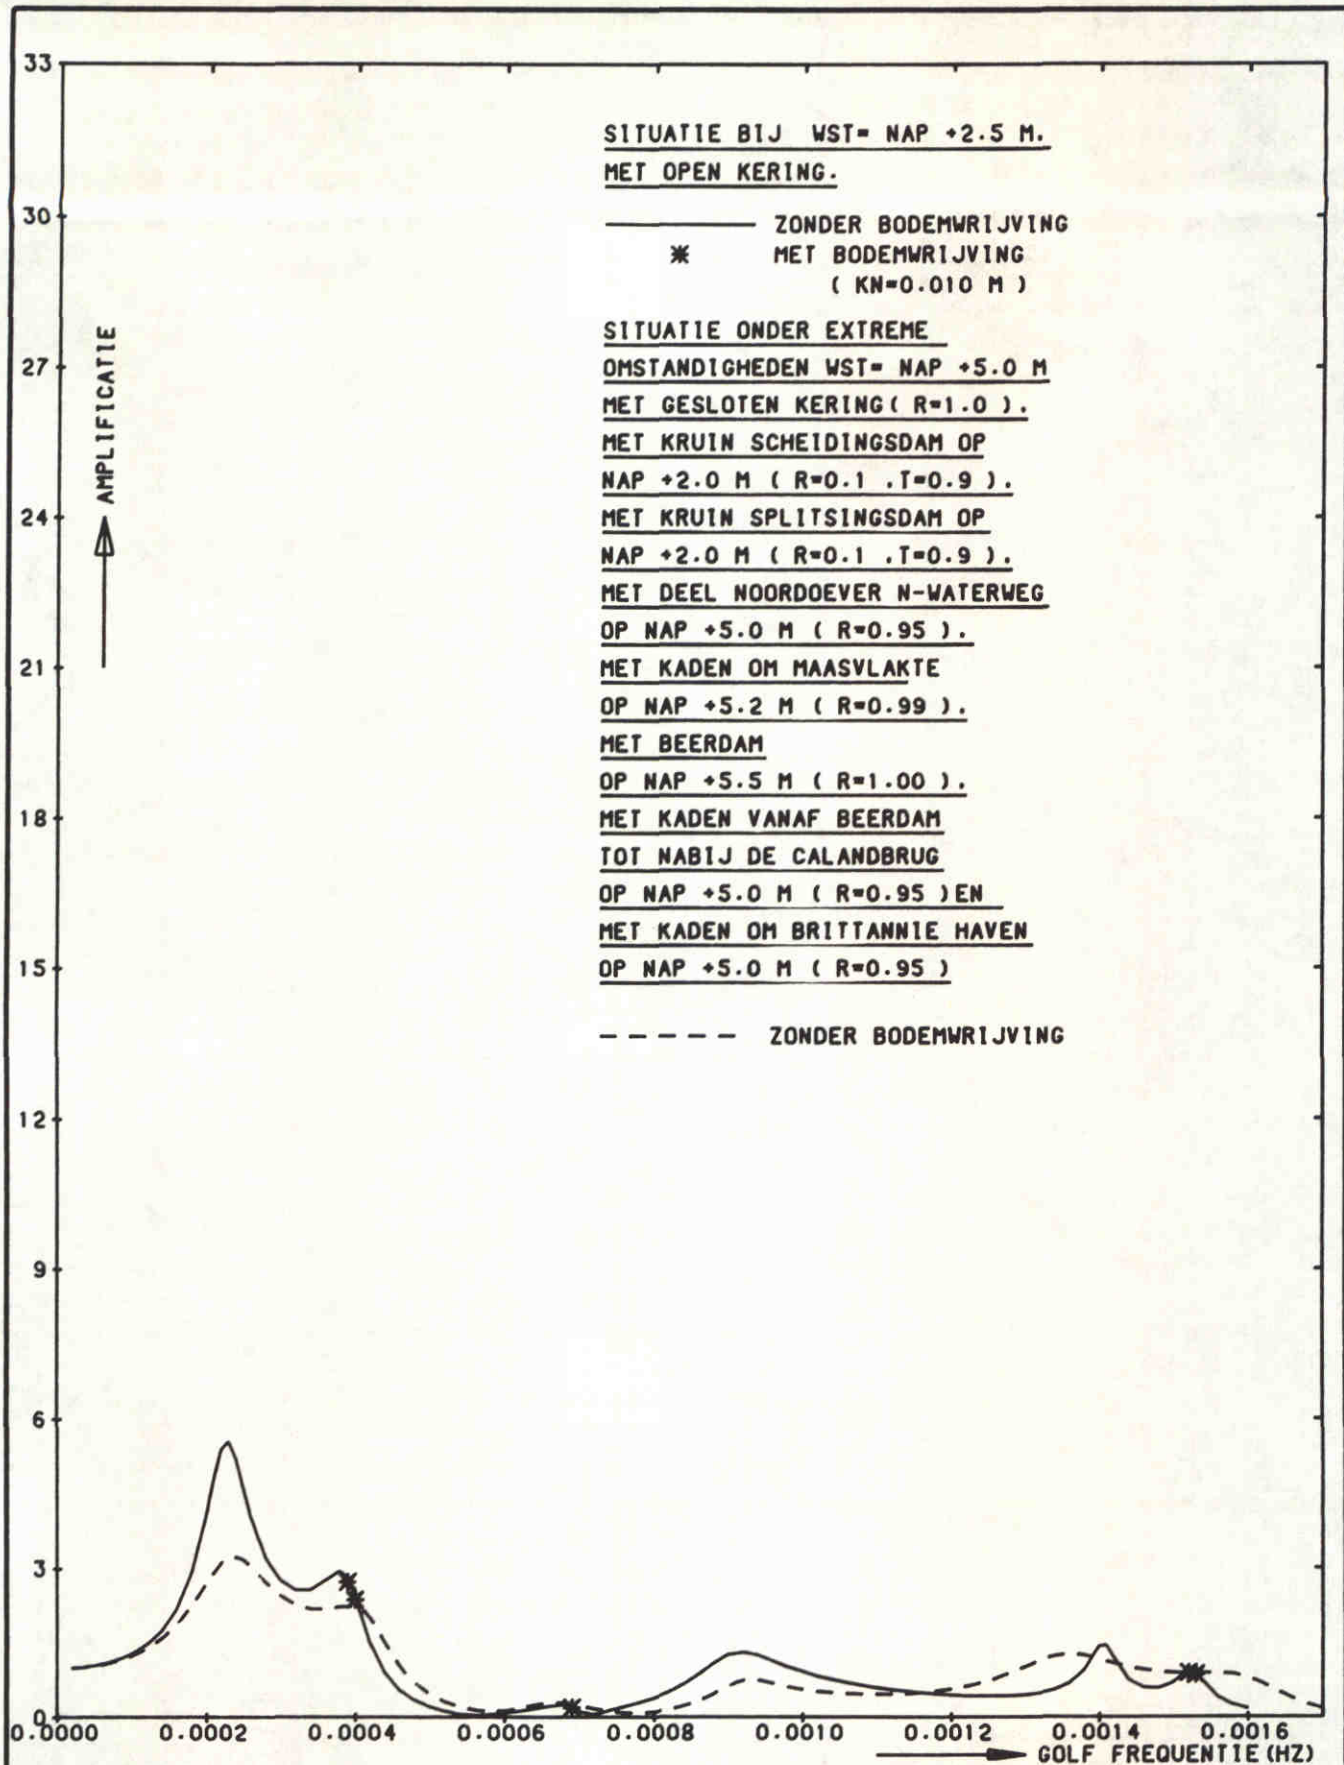 33
SITUATIE BIJ WST= NAP +2.5 M.
MET OPEN KERING.
30
ZONDER BODEMWRIJVING
* MET BODEMWRIJVING
( KN=0.010 M )
SITUATIE ONDER EXTREME
27
OMSTANDIGHEDEN WST= NAP +5.0 M
MET GESLOTEN KERING( R=1.0 ).
AMPLIFICATIE
MET KRUIN SCHEIDINGSDAM OP
NAP +2.0 M ( R=0.1 .T=0.9 ).
24
MET KRUIN SPLITSINGSDAM OP
NAP +2.0 M ( R=0.1 .T=0.9 ).
MET DEEL NOORDOEVER N-WATERWEG
OP NAP +5.0 M ( R=0.95 ).
21
MET KADEN OM MAASVLAKTE
OP NAP +5.2 M ( R=0.99 ).
MET BEERDAM
OP NAP +5.5 M ( R=1.00 ).
18
MET KADEN VANAF BEERDAM
TOT NABIJ DE CALANDBRUG
OP NAP +5.0 M ( R=0.95 )EN
MET KADEN OM BRITTANNIE HAVEN
15
OP NAP +5.0 M ( R=0.95 )
ZONDER BODEMWRIJVING
12
9
6
3
0
0.0000 0.0002 0.0004 0.0006 0.0008 0.0010 0.0012 0.0014 0.0016
GOLF FREQUENTIE(HZ)